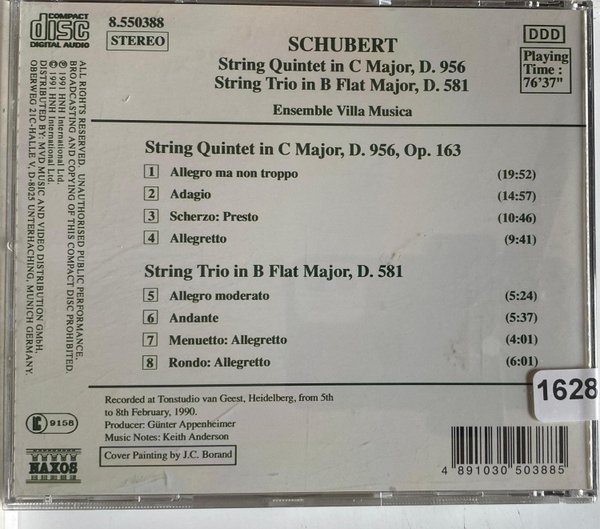 COMPACT
disc
DIGITAL AUDIO
8.550388
STEREO
SCHUBERT
String Quintet in C Major, D. 956
String Trio in B Flat Major, D. 581
Ensemble Villa Musica
DDD
Playing
Time :
76'37"
String Quintet in C Major, D. 956, Op. 163
1 Allegro ma non troppo (19:52)
2 Adagio (14:57)
3 Scherzo: Presto (10:46)
4 Allegretto (9:41)
String Trio in B Flat Major, D. 581
5 Allegro moderato (5:24)
6 Andante (5:37)
7 Menuetto: Allegretto (4:01)
8 Rondo: Allegretto (6:01)
Recorded at Tonstudio van Geest, Heidelberg, from 5th
to 8th February, 1990.
Producer: Günter Appenheimer
Music Notes: Keith Anderson
Cover Painting by J.C. Borand
1628
4 891030 503885
ALL RIGHTS RESERVED. UNAUTHORISED PUBLIC PERFORMANCE,
BROADCASTING AND COPYING OF THIS COMPACT DISC PROHIBITED.
℗ 1991 HNH International Ltd.
© 1991 HNH International Ltd.
DISTRIBUTED BY: MVD MUSIC AND VIDEO DISTRIBUTION GmbH,
OBERWEG 21C-HALLE V, D-8025 UNTERHACHING, MUNICH GERMANY.
9158
NAXOS